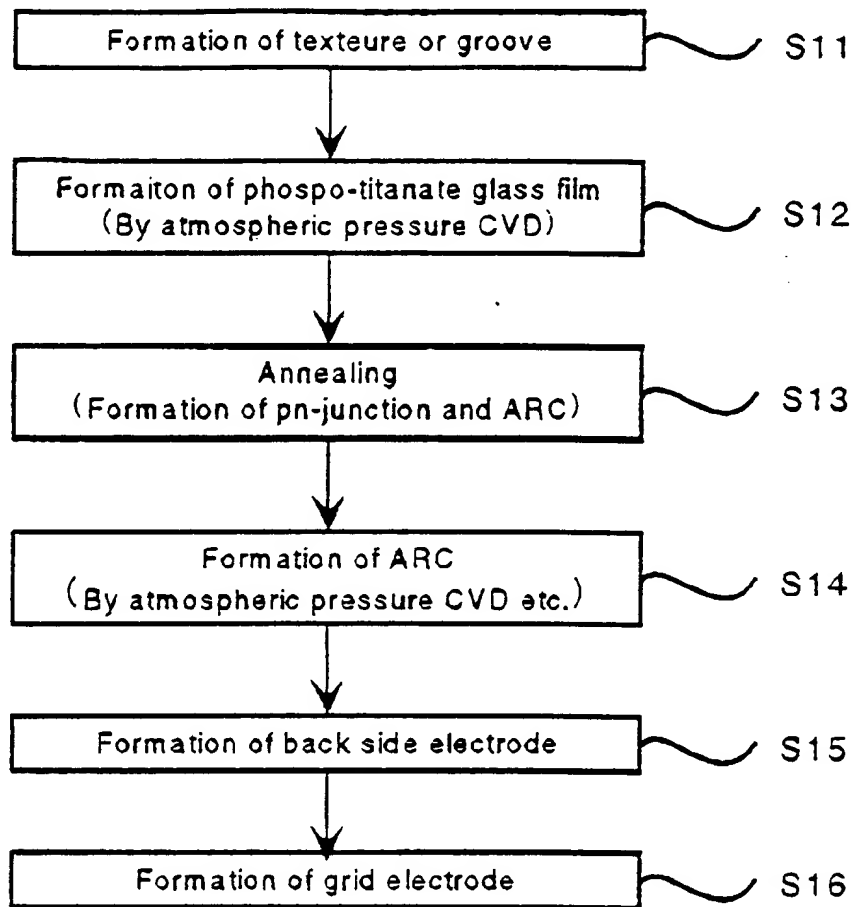 Formation of texteure or groove
S11
Formaiton of phospo-titanate glass film
(By atmospheric pressure CVD)
S12
Annealing
(Formation of pn-junction and ARC)
S13
Formation of ARC
(By atmospheric pressure CVD etc.)
S14
Formation of back side electrode
S15
Formation of grid electrode
S16